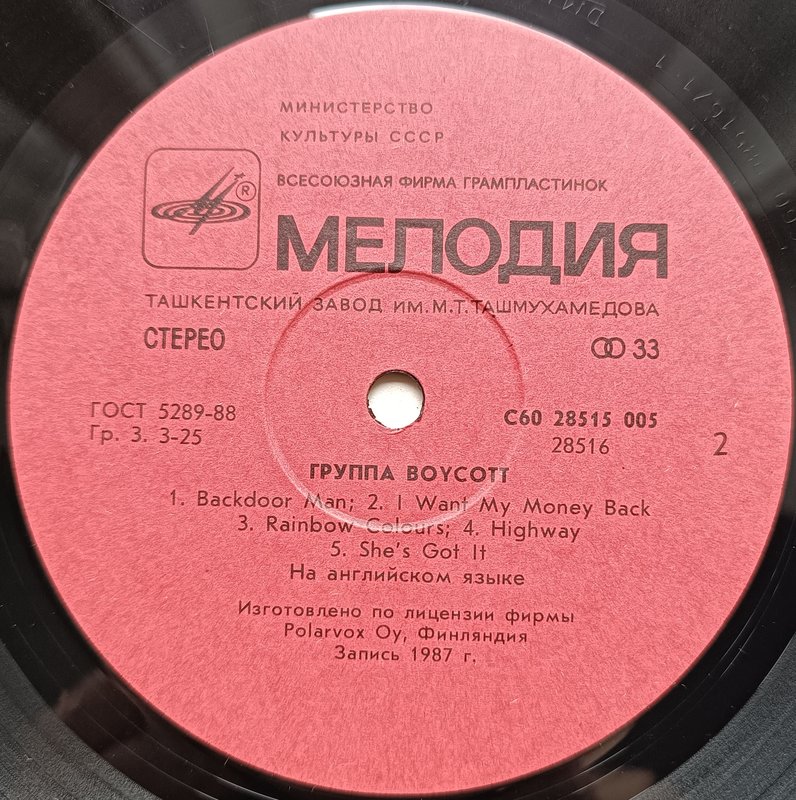 МИНИСТЕРСТВО
КУЛЬТУРЫ СССР
ВСЕСОЮЗНАЯ ФИРМА ГРАМПЛАСТИНОК
®
МЕЛОДИЯ
ТАШКЕНТСКИЙ ЗАВОД ИМ. М.Т.ТАШМУХАМЕДОВА
СТЕРЕО
33
ГОСТ 5289-88
Гр. 3. 3-25
С60 28515 005
28516
2
ГРУППА BOYCOTT
1. Backdoor Man; 2. I Want My Money Back
3. Rainbow Colours; 4. Highway
5. She's Got It
На английском языке
Изготовлено по лицензии фирмы
Polarvox Oy, Финляндия
Запись 1987 г.